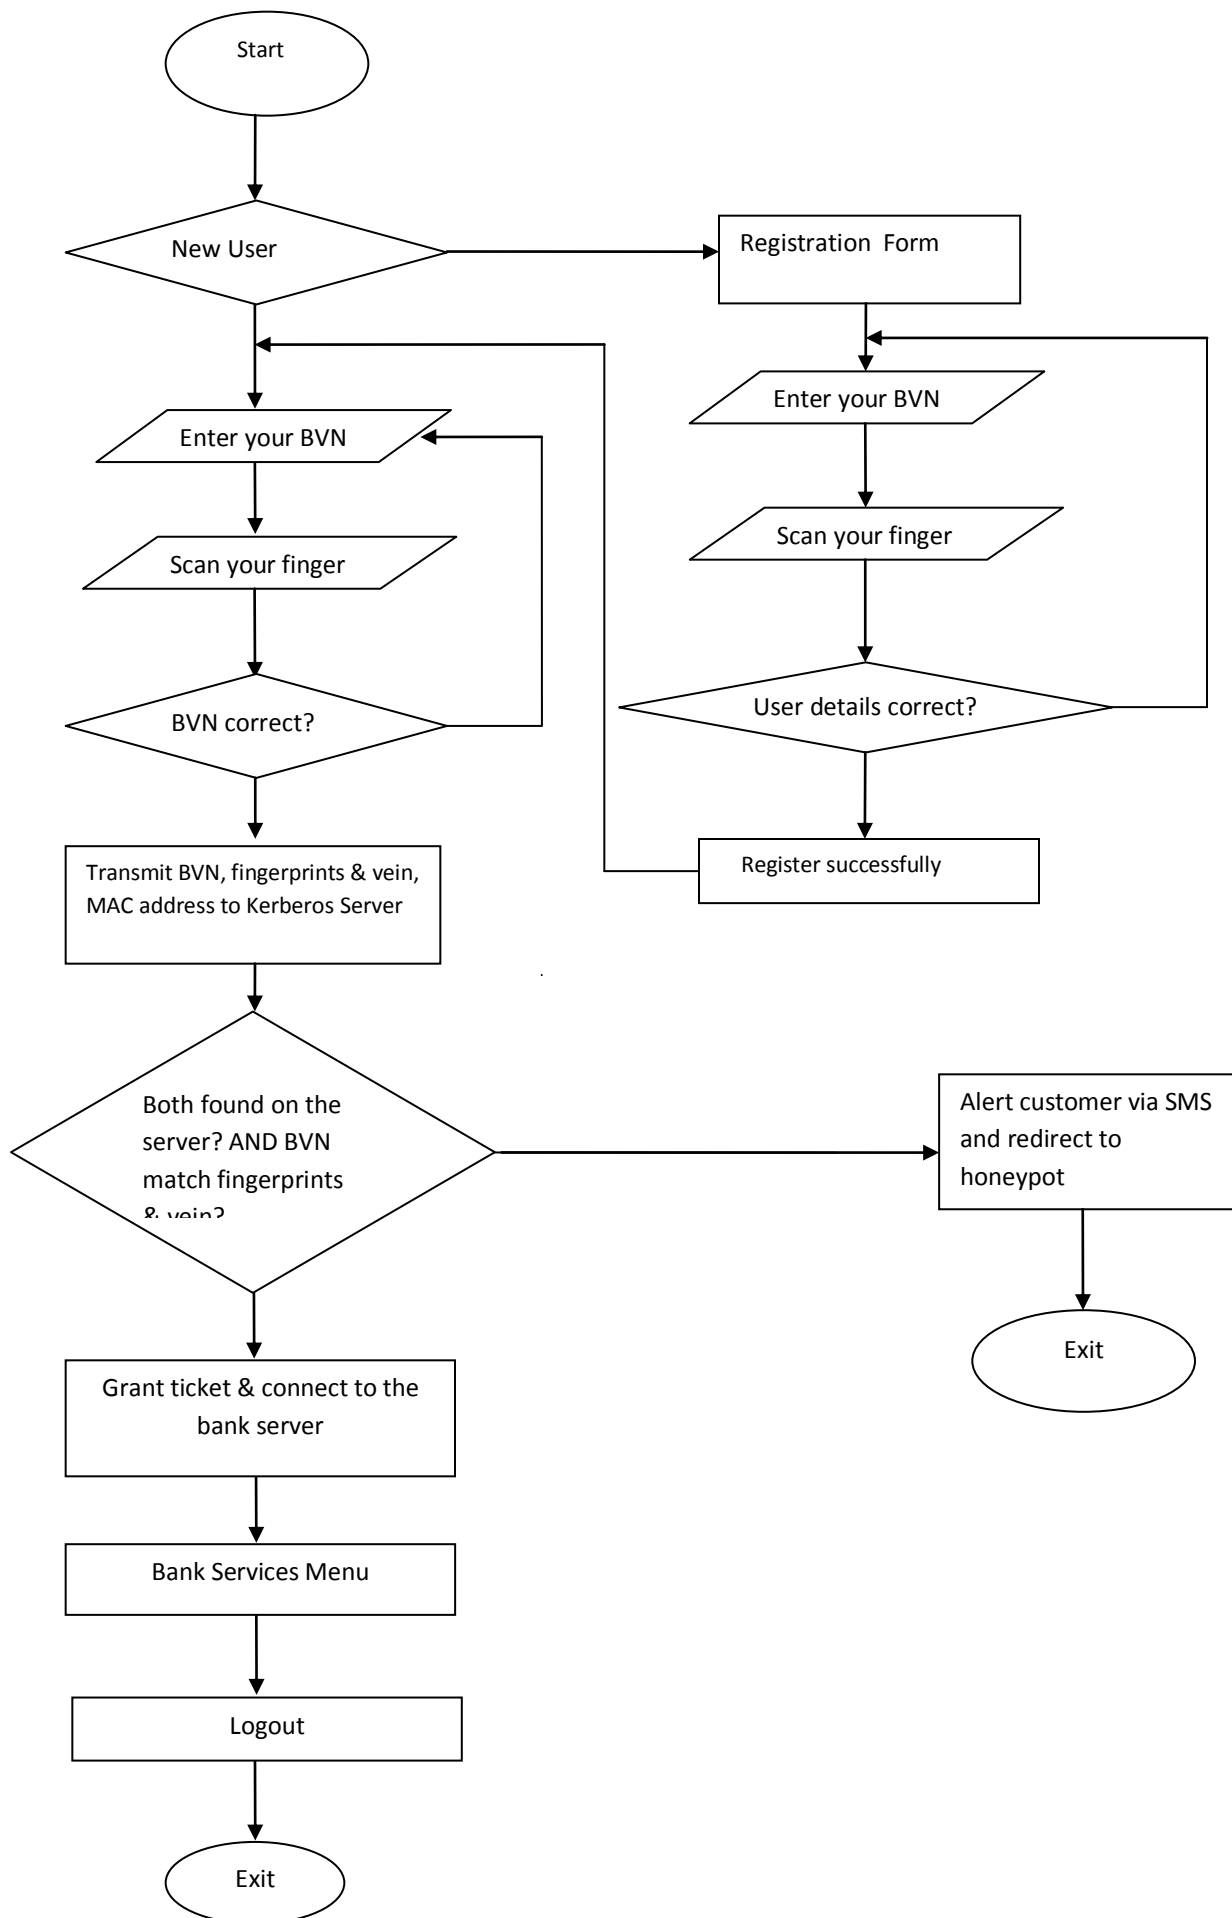 Start
New User
Registration Form
Enter your BVN
Scan your finger
User details correct?
Register successfully
Enter your BVN
Scan your finger
BVN correct?
Transmit BVN, fingerprints & vein,
MAC address to Kerberos Server
.
Both found on the
server? AND BVN
match fingerprints
& vein?
Alert customer via SMS
and redirect to
honeypot
Exit
Grant ticket & connect to the
bank server
Bank Services Menu
Logout
Exit